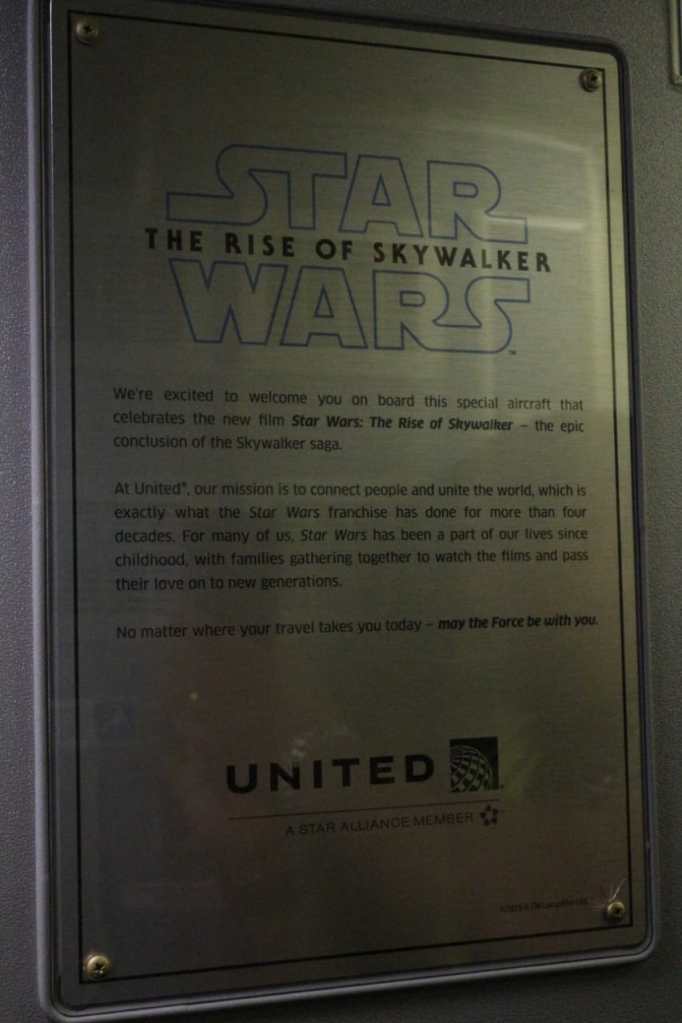 STAR
THE RISE OF SKYWALKER
WARS™
We're excited to welcome you on board this special aircraft that
celebrates the new film Star Wars: The Rise of Skywalker – the epic
conclusion of the Skywalker saga.
At United®, our mission is to connect people and unite the world, which is
exactly what the Star Wars franchise has done for more than four
decades. For many of us, Star Wars has been a part of our lives since
childhood, with families gathering together to watch the films and pass
their love on to new generations.
No matter where your travel takes you today – may the Force be with you.
UNITED
A STAR ALLIANCE MEMBER